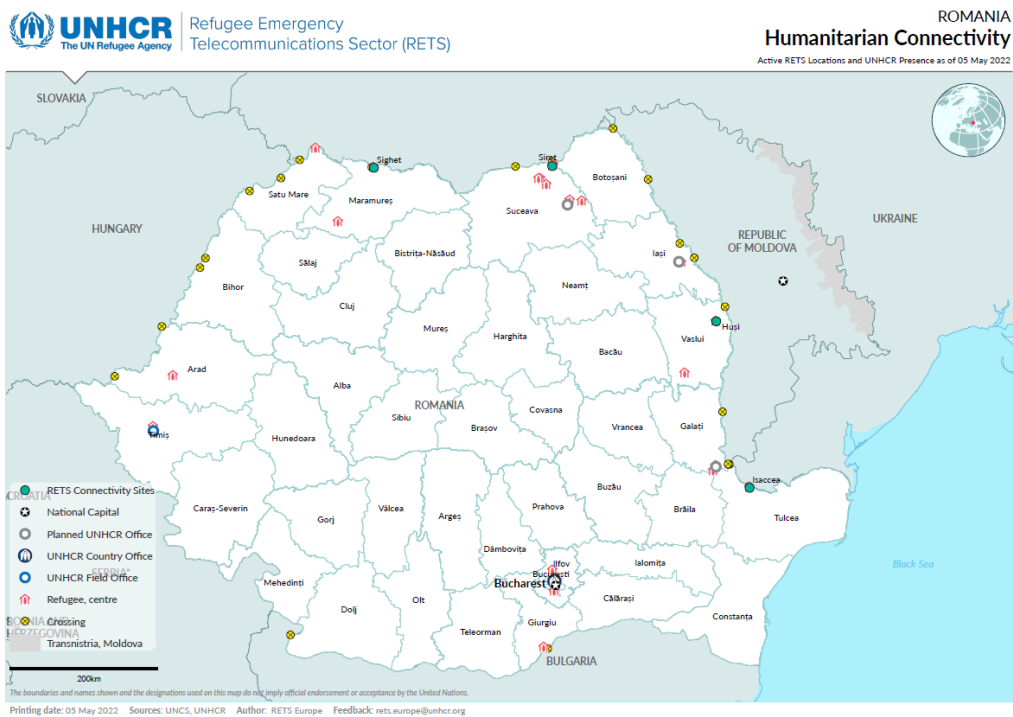 UNHCR
The UN Refugee Agency
Refugee Emergency
Telecommunications Sector (RETS)
ROMANIA
Humanitarian Connectivity
Active RETS Locations and UNHCR Presence as of 05 May 2022
SLOVAKIA
Sighet
Siret
Botoșani
Satu Mare
Maramureș
Suceava
UKRAINE
HUNGARY
REPUBLIC
OF MOLDOVA
Iași
Bistrița-Năsăud
Sălaj
Neamț
Bihor
Cluj
Mureș
Harghita
Huși
Vaslui
Bacău
Arad
Alba
ROMANIA
Covasna
Sibiu
Brașov
Vrancea
Galați
Timiș
Hunedoara
Isaccea
Buzău
Caraș-Severin
Vâlcea
Prahova
Brăila
Gorj
Argeș
Tulcea
Dâmbovița
Ilfov
Ialomița
Black Sea
București
Bucharest
Mehedinți
Călărași
Olt
Dolj
Constanța
Giurgiu
Teleorman
BULGARIA
CROATIA
SERBIA*
BOSNIA AND
HERZEGOVINA
RETS Connectivity Sites
National Capital
Planned UNHCR Office
UNHCR Country Office
UNHCR Field Office
Refugee, centre
Crossing
Transnistria, Moldova
200km
The boundaries and names shown and the designations used on this map do not imply official endorsement or acceptance by the United Nations.
Printing date: 05 May 2022 Sources: UNCS, UNHCR Author: RETS Europe Feedback: rets.europe@unhcr.org